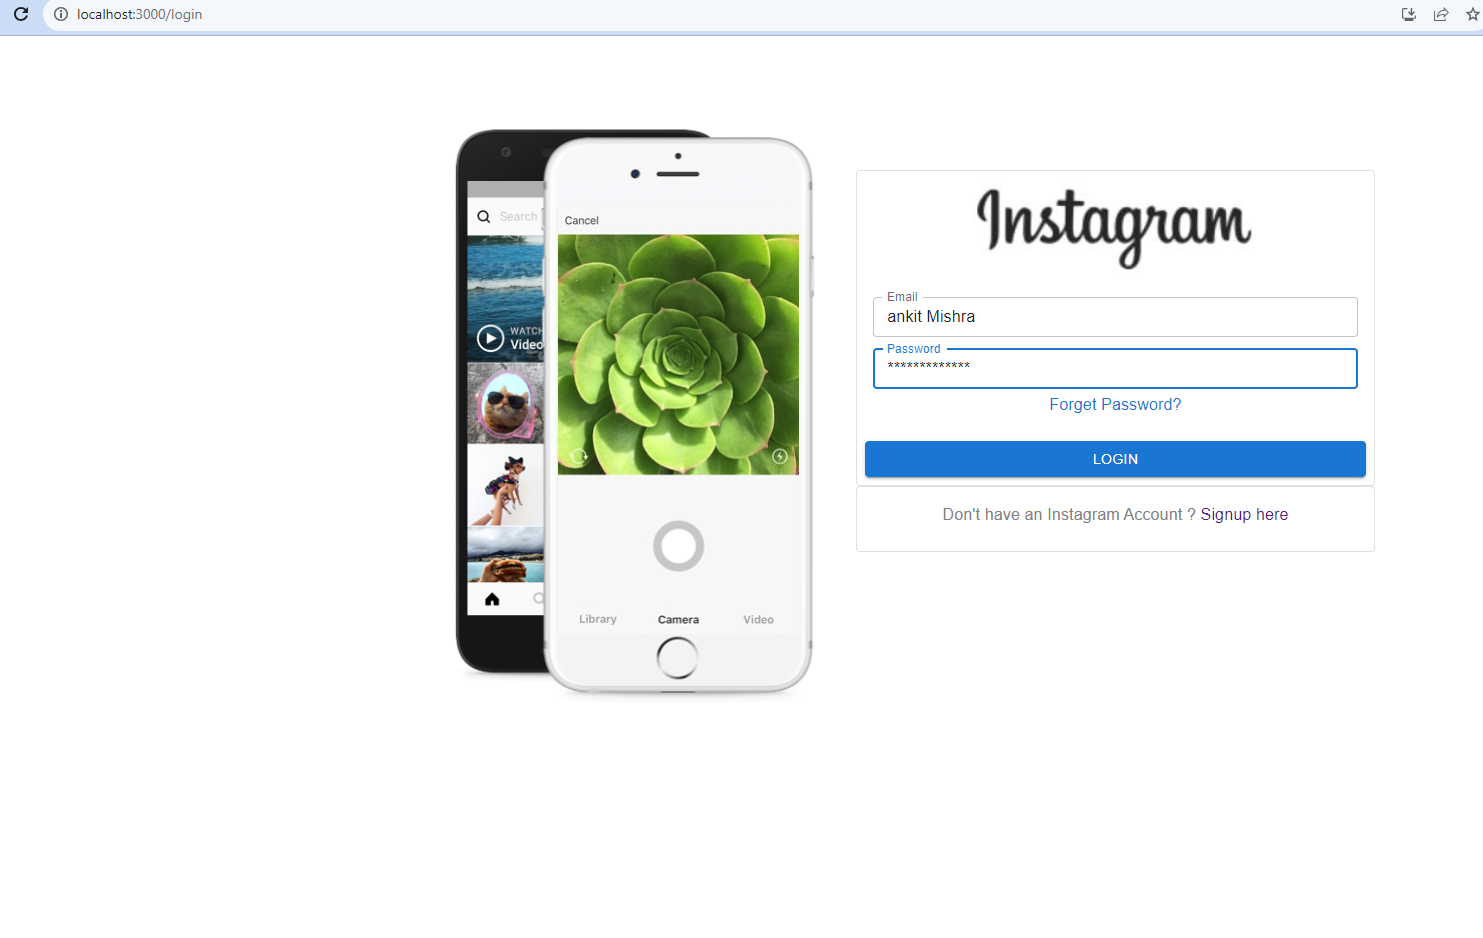 localhost:3000/login
Search
Cancel
WATCH
Video
Library
Camera
Video
Instagram
Email
ankit Mishra
Password
*************
Forget Password?
LOGIN
Don't have an Instagram Account ? Signup here